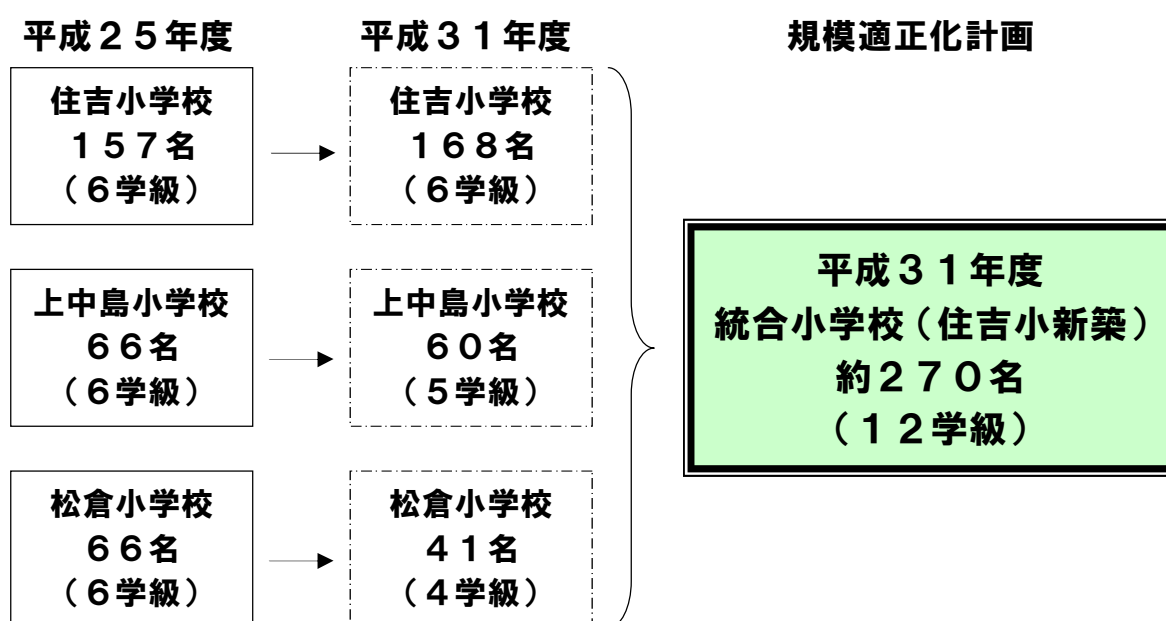 平成２５年度
平成３１年度
規模適正化計画
住吉小学校
１５７名
（６学級）
住吉小学校
１６８名
（６学級）
上中島小学校
６６名
（６学級）
上中島小学校
６０名
（５学級）
松倉小学校
６６名
（６学級）
松倉小学校
４１名
（４学級）
平成３１年度
統合小学校（住吉小新築）
約２７０名
（１２学級）